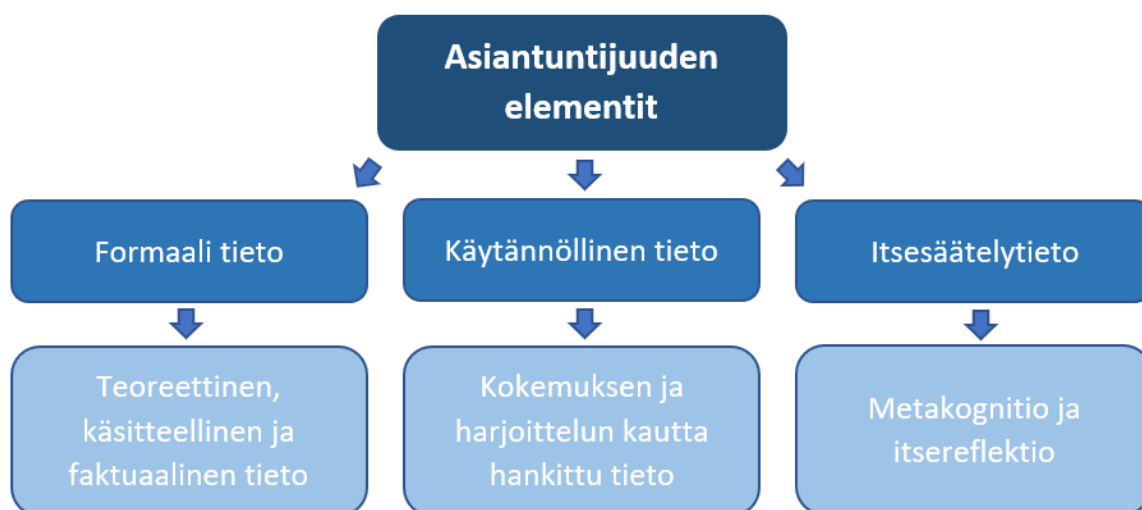 Asiantuntijuuden
elementit
Formaali tieto
Käytännöllinen tieto
Itsesäätelytieto
Teoreettinen,
käsitteellinen ja
faktuaalinen tieto
Kokemuksen ja
harjoittelun kautta
hankittu tieto
Metakognitio ja
itsereflektio